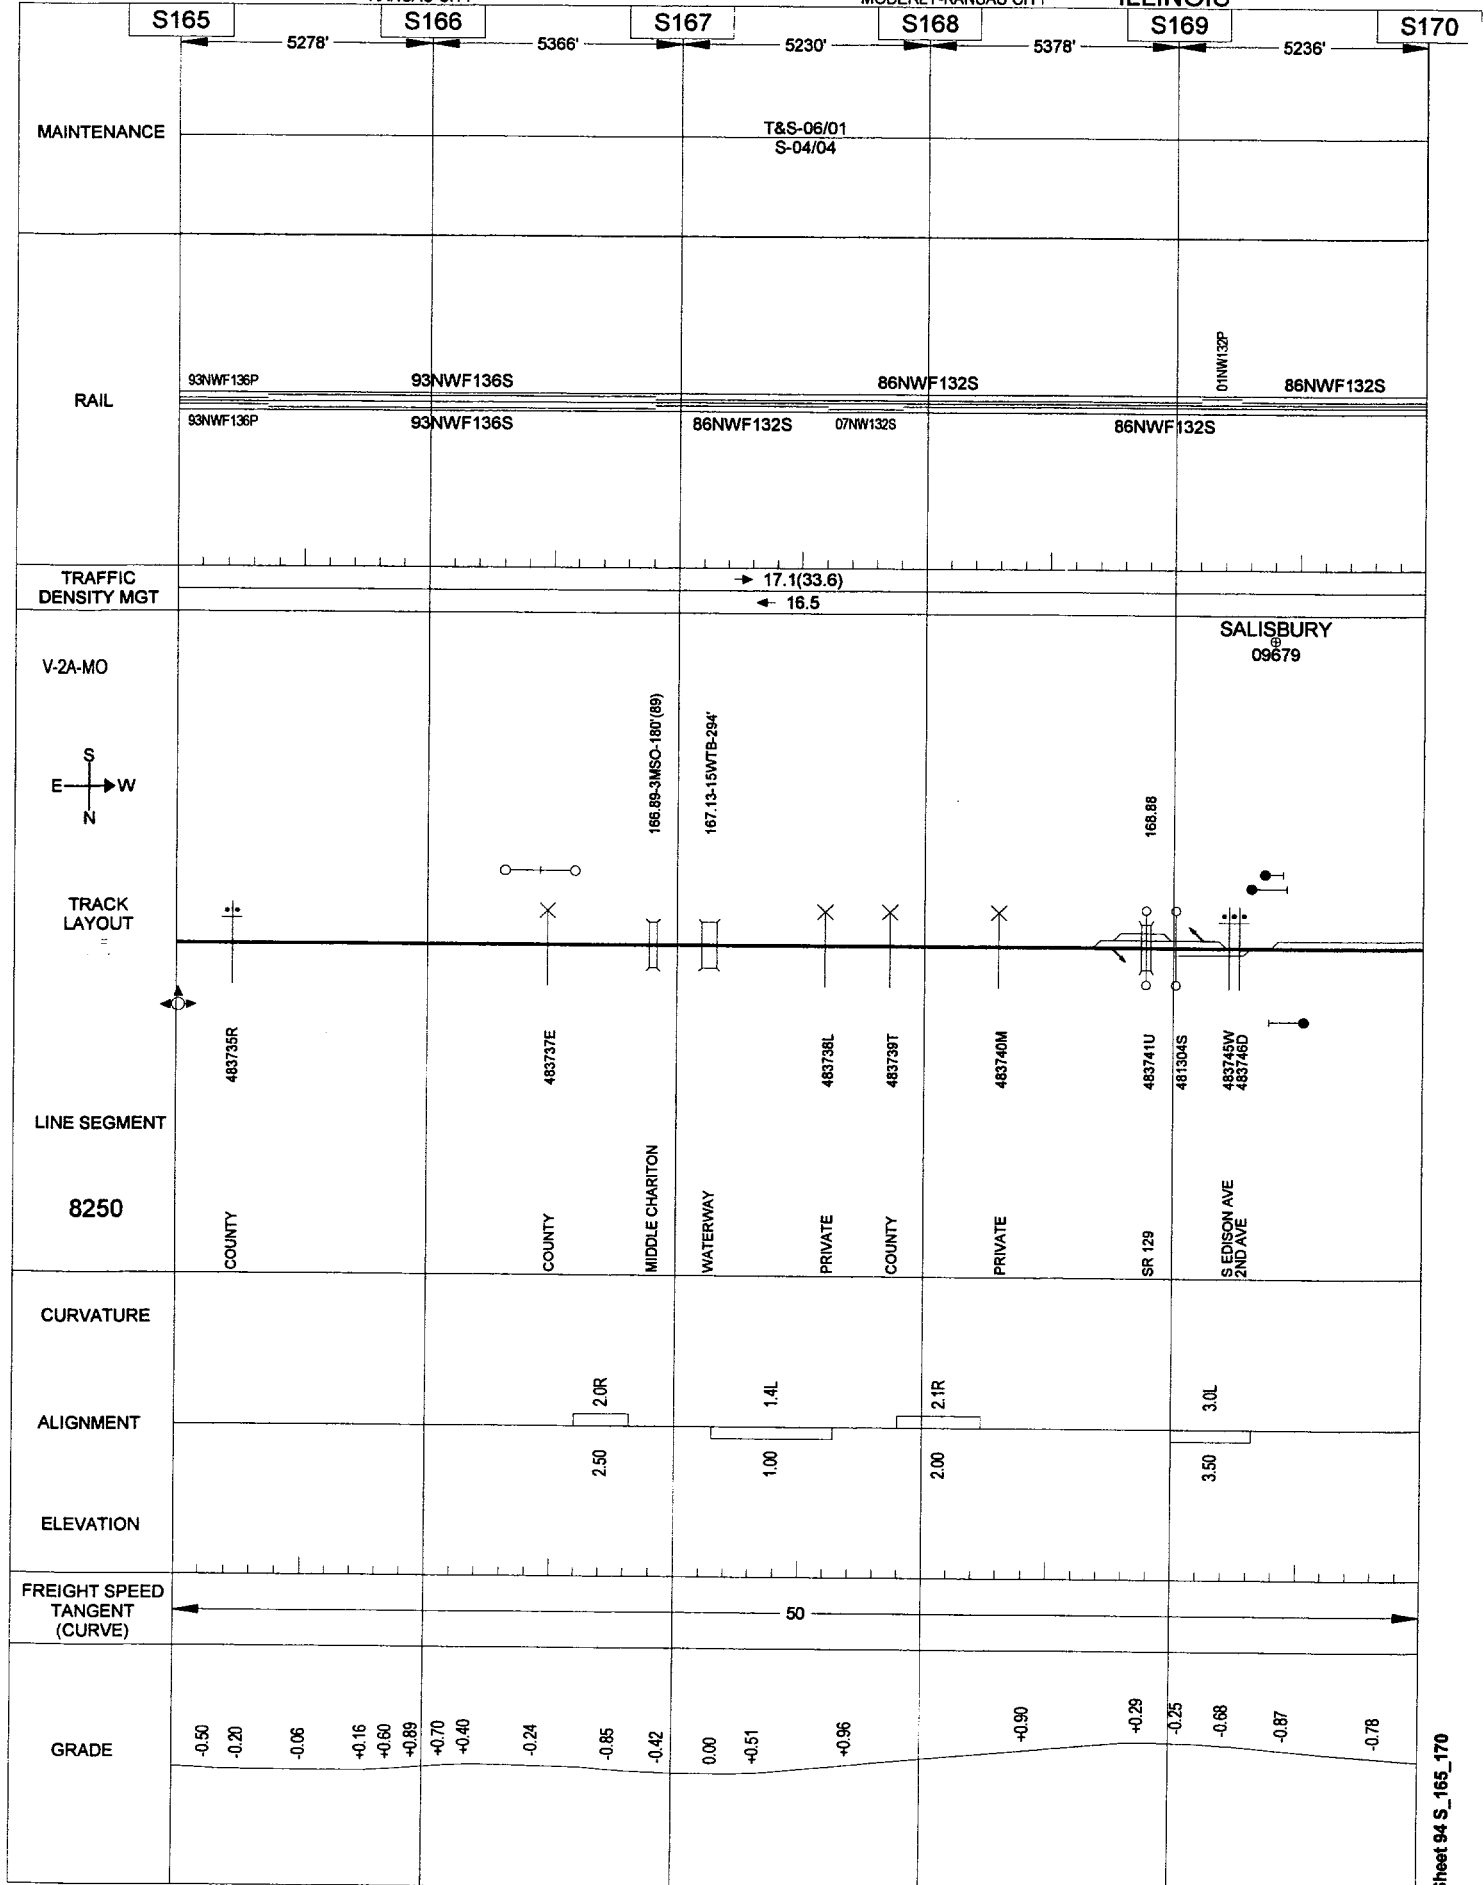 ILLINOIS
S165 S166 S167 S168 S169 S170
5278' 5366' 5230' 5378' 5236'
MAINTENANCE
T&S-06/01
S-04/04
RAIL
93NWF136P 93NWF136S 86NWF132S 01NW132P 86NWF132S
93NWF136P 93NWF136S 86NWF132S 07NW132S 86NWF132S
TRAFFIC
DENSITY MGT
17.1(33.6)
16.5
SALISBURY
09679
V-2A-MO
S
E W
N
166.89-3MSO-180'(89)
167.13-15WTB-294'
168.88
TRACK
LAYOUT
483735R
483737E
483738L
483739T
483740M
483741U
481304S
483745W
483746D
LINE SEGMENT
8250
COUNTY
COUNTY
MIDDLE CHARITON
WATERWAY
PRIVATE
COUNTY
PRIVATE
SR 129
S EDISON AVE
2ND AVE
CURVATURE
ALIGNMENT
2.0R 1.4L 2.1R 3.0L
2.50 1.00 2.00 3.50
ELEVATION
FREIGHT SPEED
TANGENT
(CURVE)
50
GRADE
-0.50 -0.20 -0.06 +0.16 +0.60 +0.89 +0.70 +0.40 -0.24 -0.85 -0.42 0.00 +0.51 +0.96 +0.90 +0.29 -0.25 -0.68 -0.87 -0.78
Sheet 94 S_165_170